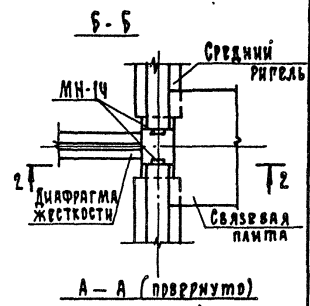 Б - Б
СРЕДНИЙ
РИГЕЛЬ
МН-14
2
2
ДИАФРАГМА
ЖЕСТКОСТИ
СВЯЗЕВАЯ
ПЛИТА
А - А (ПОВЕРНУТО)